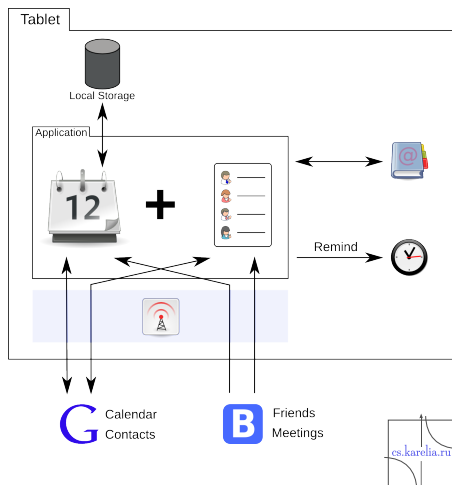 Tablet
Local Storage
Application
12
@
Remind
G
Calendar
Contacts
B
Friends
Meetings
cs.karelia.ru